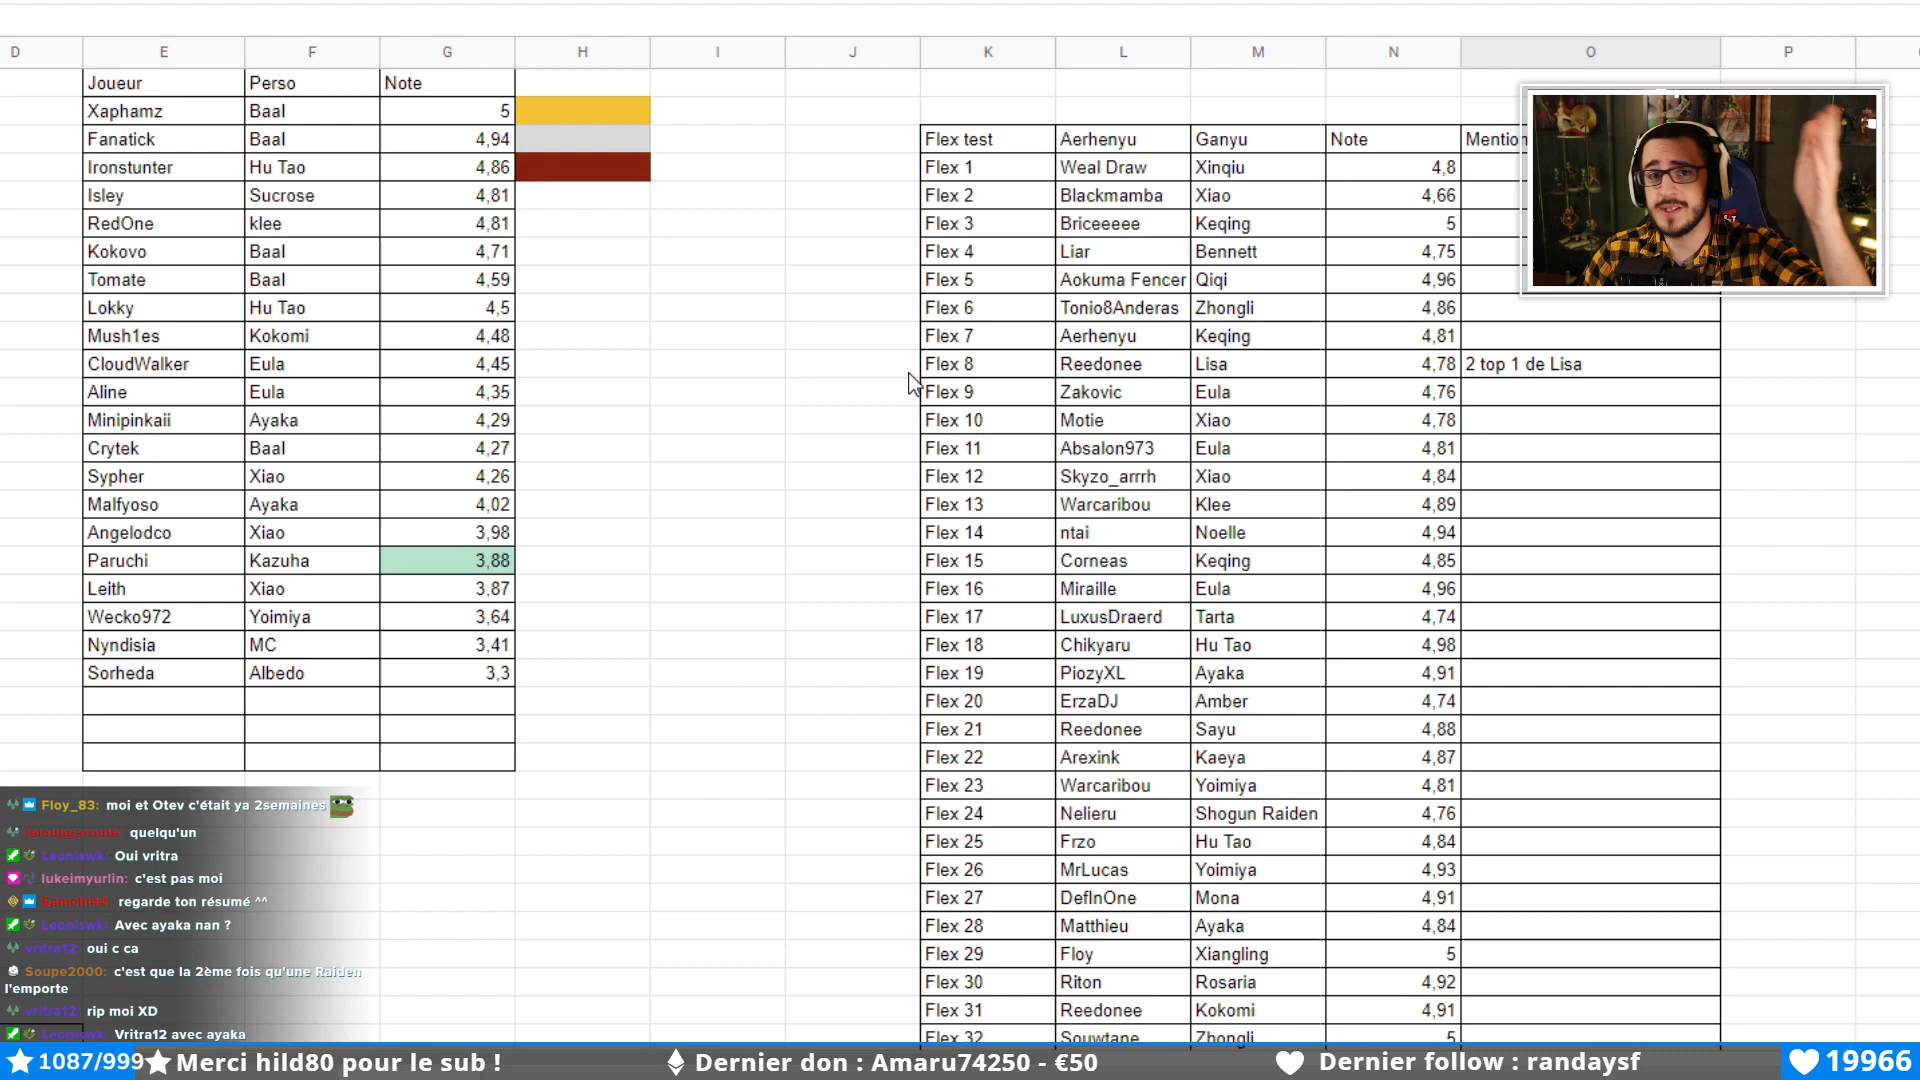 D E F G H I J K L M N O P
Joueur Perso Note
Xaphamz Baal 5
Fanatick Baal 4,94
Ironstunter Hu Tao 4,86
Isley Sucrose 4,81
RedOne klee 4,81
Kokovo Baal 4,71
Tomate Baal 4,59
Lokky Hu Tao 4,5
Mush1es Kokomi 4,48
CloudWalker Eula 4,45
Aline Eula 4,35
Minipinkaii Ayaka 4,29
Crytek Baal 4,27
Sypher Xiao 4,26
Malfyoso Ayaka 4,02
Angelodco Xiao 3,98
Paruchi Kazuha 3,88
Leith Xiao 3,87
Wecko972 Yoimiya 3,64
Nyndisia MC 3,41
Sorheda Albedo 3,3
Flex test Aerhenyu Ganyu Note Mention
Flex 1 Weal Draw Xinqiu 4,8
Flex 2 Blackmamba Xiao 4,66
Flex 3 Briceeeee Keqing 5
Flex 4 Liar Bennett 4,75
Flex 5 Aokuma Fencer Qiqi 4,96
Flex 6 Tonio8Anderas Zhongli 4,86
Flex 7 Aerhenyu Keqing 4,81
Flex 8 Reedonee Lisa 4,78 2 top 1 de Lisa
Flex 9 Zakovic Eula 4,76
Flex 10 Motie Xiao 4,78
Flex 11 Absalon973 Eula 4,81
Flex 12 Skyzo_arrrh Xiao 4,84
Flex 13 Warcaribou Klee 4,89
Flex 14 ntai Noelle 4,94
Flex 15 Corneas Keqing 4,85
Flex 16 Miraille Eula 4,96
Flex 17 LuxusDraerd Tarta 4,74
Flex 18 Chikyaru Hu Tao 4,98
Flex 19 PiozyXL Ayaka 4,91
Flex 20 ErzaDJ Amber 4,74
Flex 21 Reedonee Sayu 4,88
Flex 22 Arexink Kaeya 4,87
Flex 23 Warcaribou Yoimiya 4,81
Flex 24 Nelieru Shogun Raiden 4,76
Flex 25 Frzo Hu Tao 4,84
Flex 26 MrLucas Yoimiya 4,93
Flex 27 DefInOne Mona 4,91
Flex 28 Matthieu Ayaka 4,84
Flex 29 Floy Xiangling 5
Flex 30 Riton Rosaria 4,92
Flex 31 Reedonee Kokomi 4,91
Flex 32 Souwtane Zhongli 5
Floy_83: moi et Otev c'était ya 2semaines
leloupgaroute: quelqu'un
Leoniswk: Oui vritra
lukeimyurlin: c'est pas moi
Samchi44: regarde ton résumé ^^
Leoniswk: Avec ayaka nan ?
vritra12: oui c ca
Soupe2000: c'est que la 2ème fois qu'une Raiden
l'emporte
vritra12: rip moi XD
Leoniswk: Vritra12 avec ayaka
1087/999 Merci hild80 pour le sub ! Dernier don : Amaru74250 - €50 Dernier follow : randaysf 19966